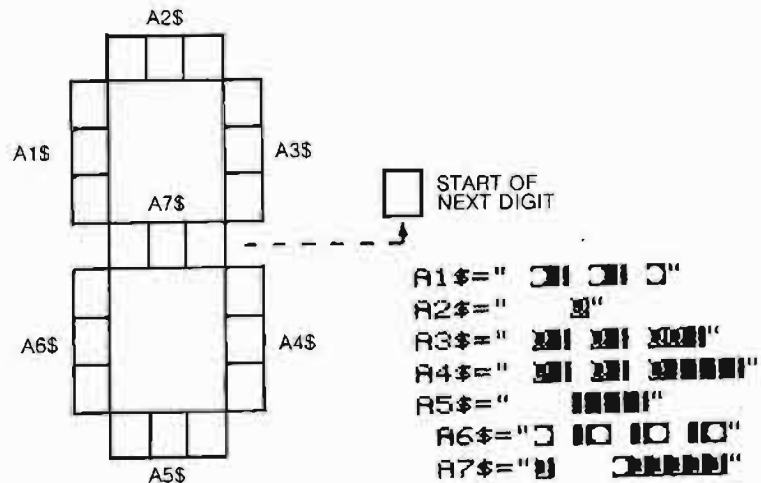 A2$
A1$
A3$
A7$
START OF
NEXT DIGIT
A6$
A4$
A5$
A1$="
A2$="
A3$="
A4$="
A5$="
A6$="
A7$="